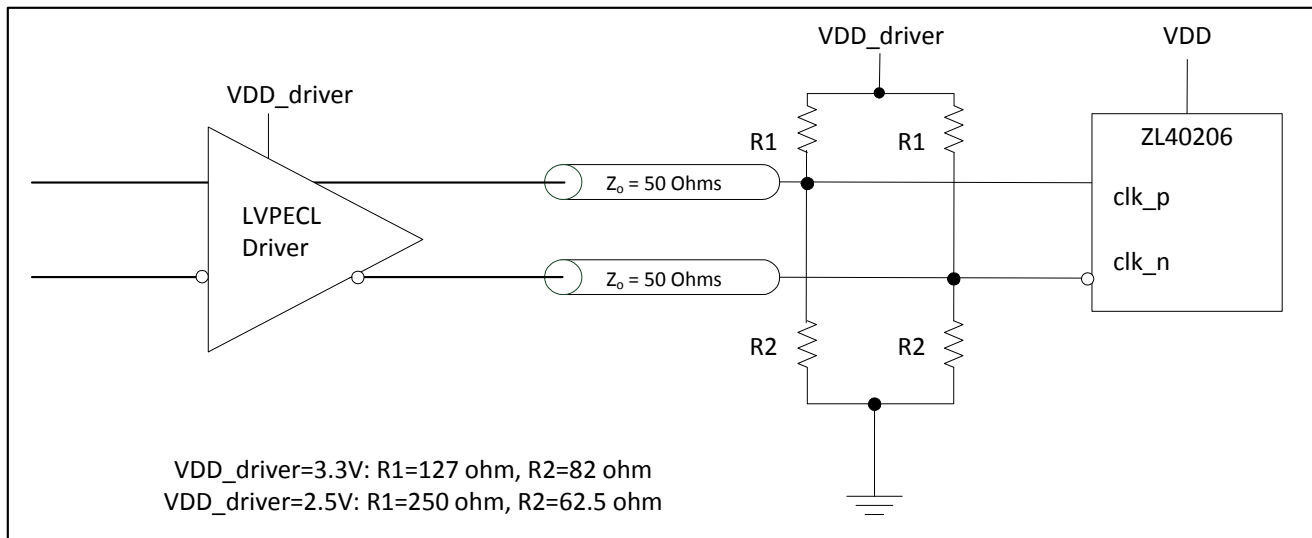 VDD_driver
VDD
VDD_driver
ZL40206
R1
R1
Zₒ = 50 Ohms
clk_p
LVPECL
Driver
clk_n
Zₒ = 50 Ohms
R2
R2
VDD_driver=3.3V: R1=127 ohm, R2=82 ohm
VDD_driver=2.5V: R1=250 ohm, R2=62.5 ohm